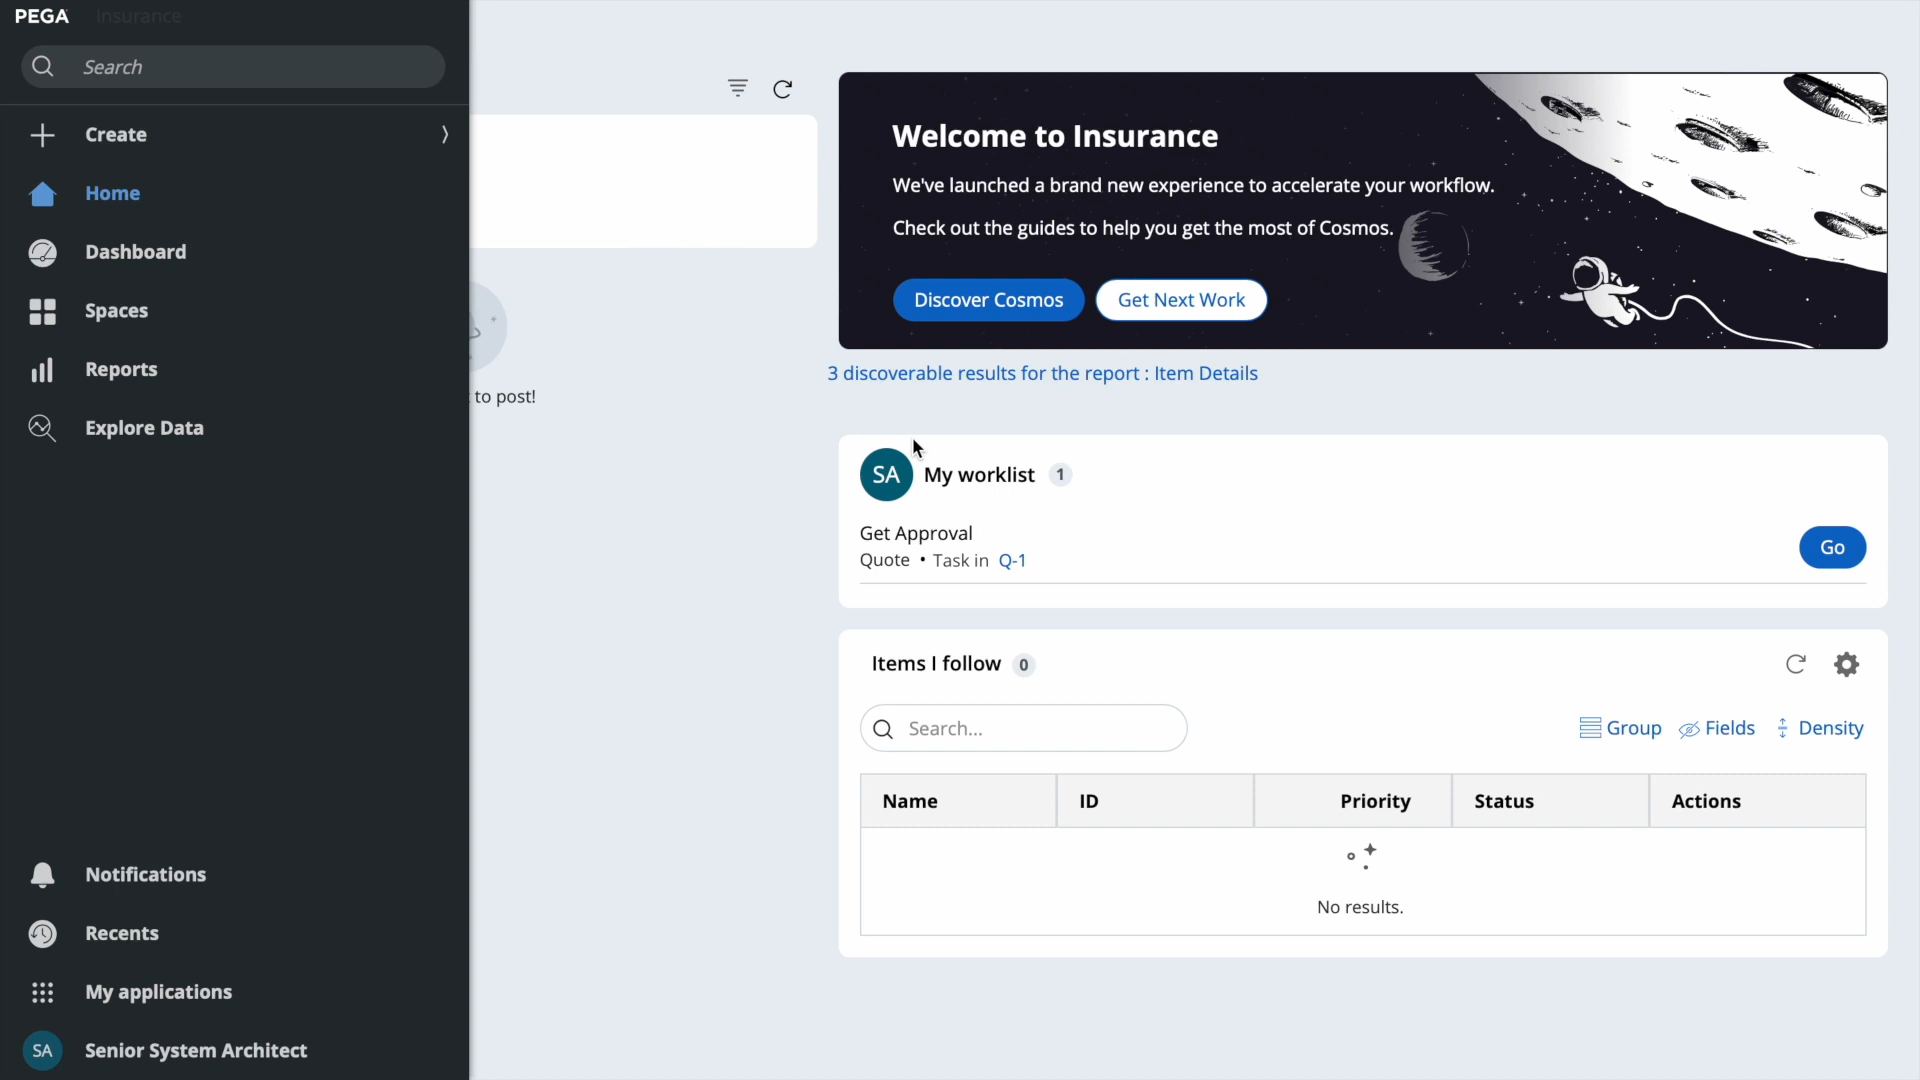 PEGA Insurance
Search
Create
Home
Dashboard
Spaces
Reports
Explore Data
Notifications
Recents
My applications
SA Senior System Architect
to post!
Welcome to Insurance
We've launched a brand new experience to accelerate your workflow.
Check out the guides to help you get the most of Cosmos.
Discover Cosmos Get Next Work
3 discoverable results for the report : Item Details
SA My worklist 1
Get Approval
Quote • Task in Q-1
Go
Items I follow 0
Search... Group Fields Density
Name ID Priority Status Actions
No results.